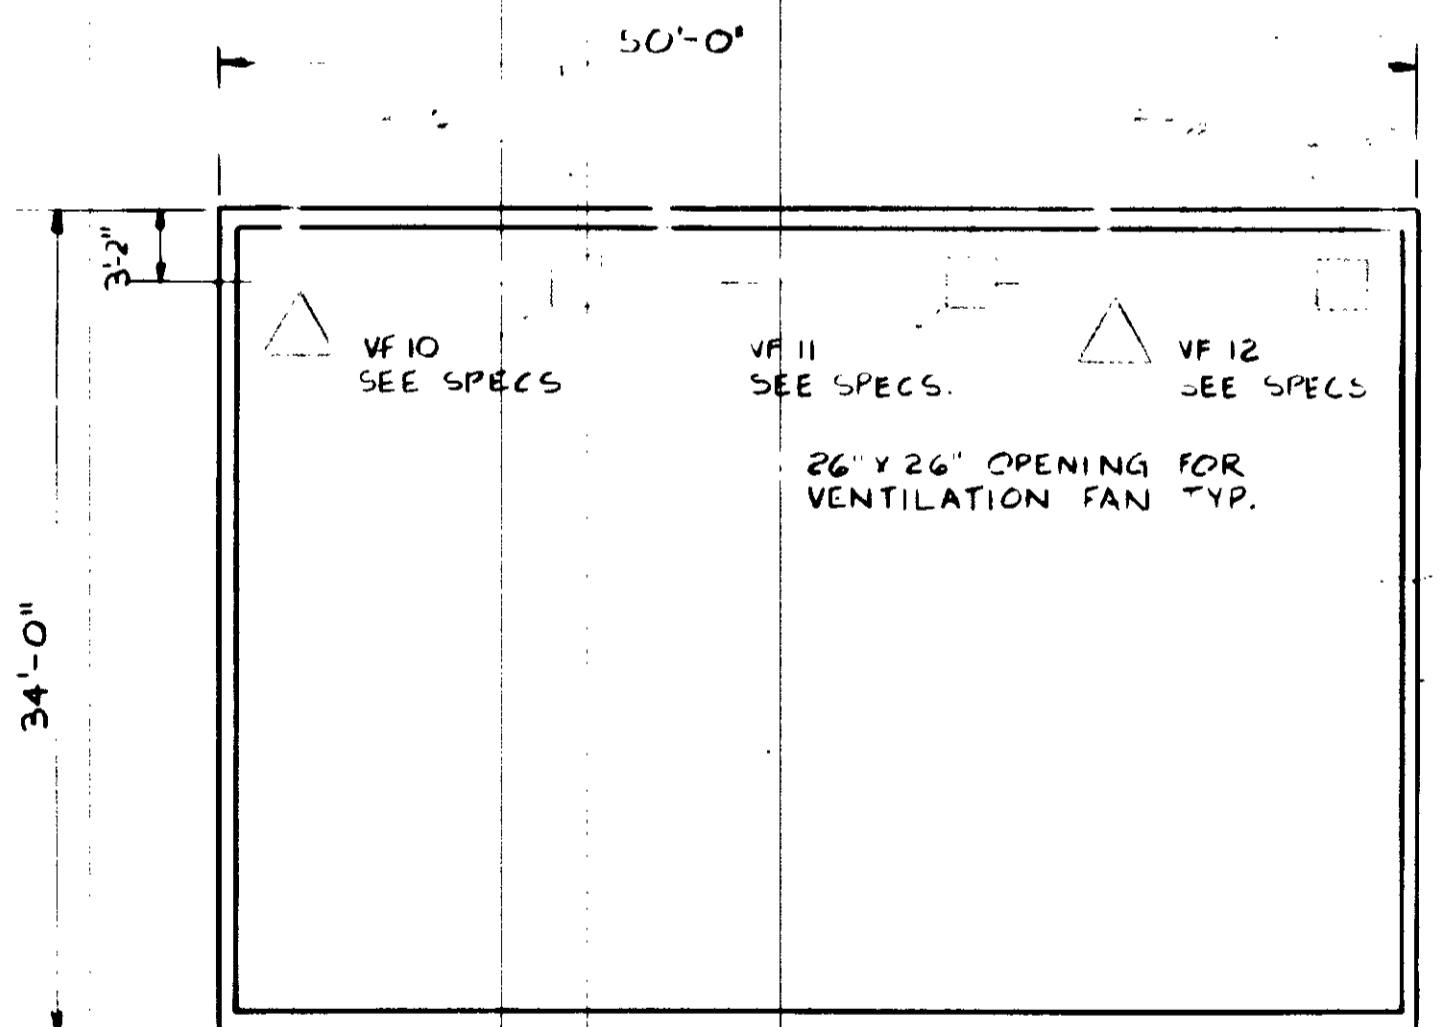 50'-0"
3'-2"
VF 10
SEE SPECS
VF 11
SEE SPECS.
VF 12
SEE SPECS
26" X 26" OPENING FOR
VENTILATION FAN TYP.
34'-0"